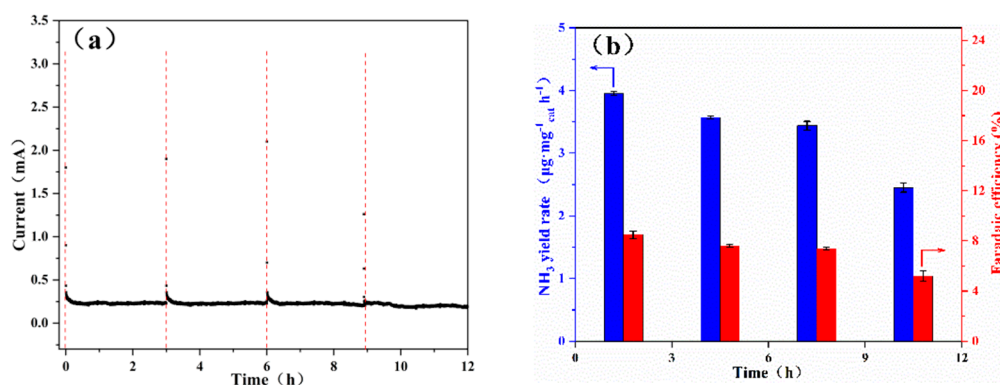 (a)
3.5
3.0
2.5
2.0
1.5
1.0
0.5
0.0
Current (mA)
0 2 4 6 8 10 12
Time (h)
(b)
5
4
3
2
1
0
NH₃ yield rate (μg·mg⁻¹cat h⁻¹)
24
20
16
12
8
4
0
Faraduic efficiency (%)
0 3 6 9 12
Time (h)